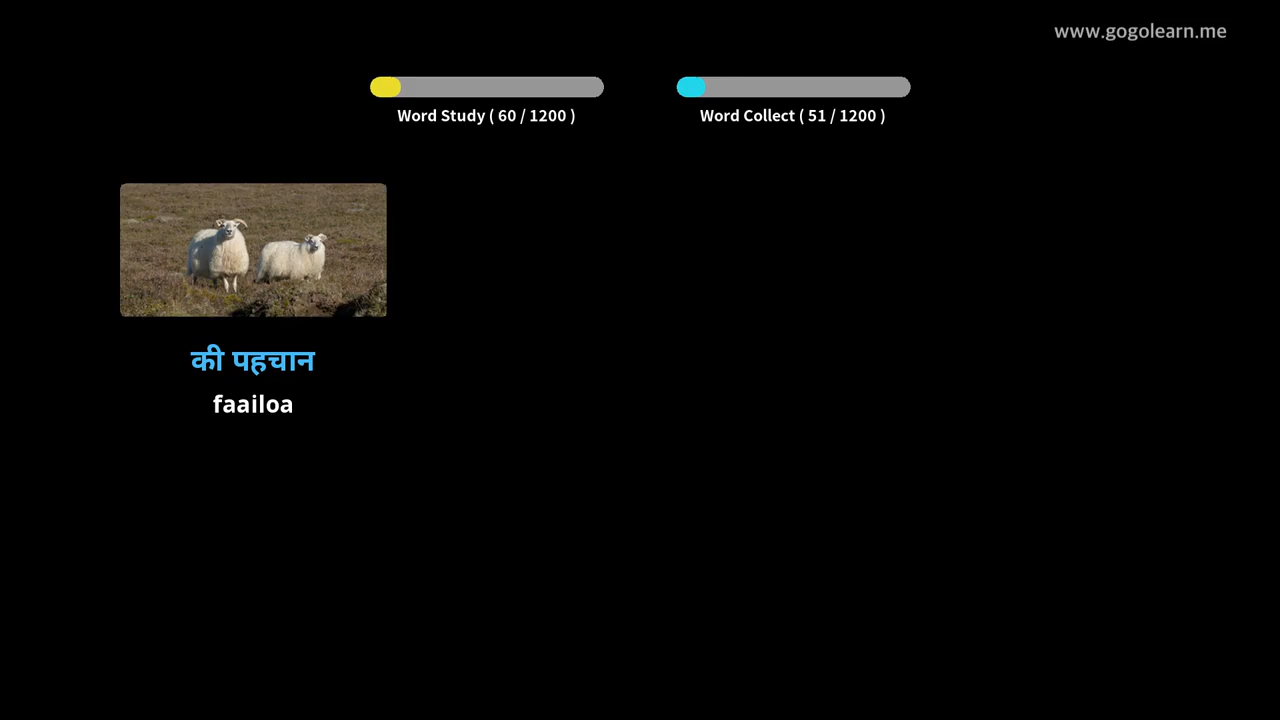 www.gogolearn.me
Word Study ( 60 / 1200 )
Word Collect ( 51 / 1200 )
की पहचान
faailoa